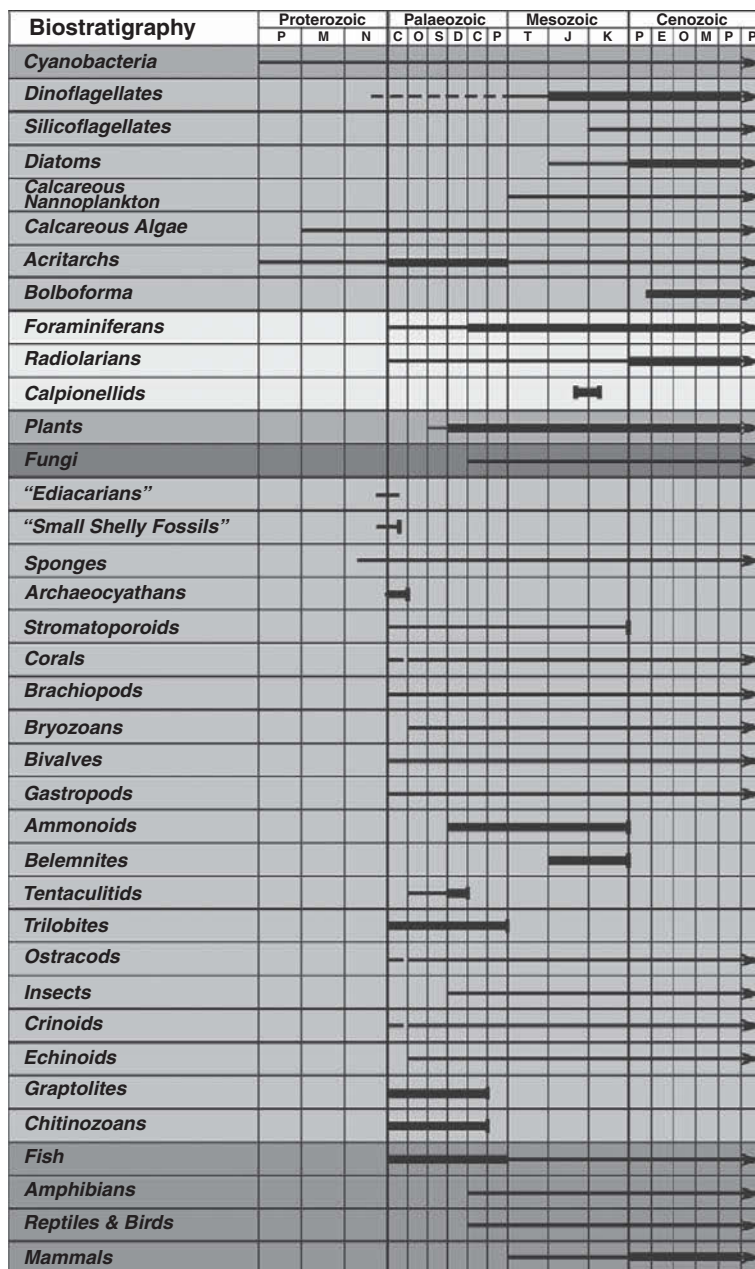 Biostratigraphy
Proterozoic Palaeozoic Mesozoic Cenozoic
P M N C O S D C P T J K P E O M P P
Cyanobacteria
Dinoflagellates
Silicoflagellates
Diatoms
Calcareous
Nannoplankton
Calcareous Algae
Acritarchs
Bolboforma
Foraminiferans
Radiolarians
Calpionellids
Plants
Fungi
“Ediacarians”
“Small Shelly Fossils”
Sponges
Archaeocyathans
Stromatoporoids
Corals
Brachiopods
Bryozoans
Bivalves
Gastropods
Ammonoids
Belemnites
Tentaculitids
Trilobites
Ostracods
Insects
Crinoids
Echinoids
Graptolites
Chitinozoans
Fish
Amphibians
Reptiles & Birds
Mammals